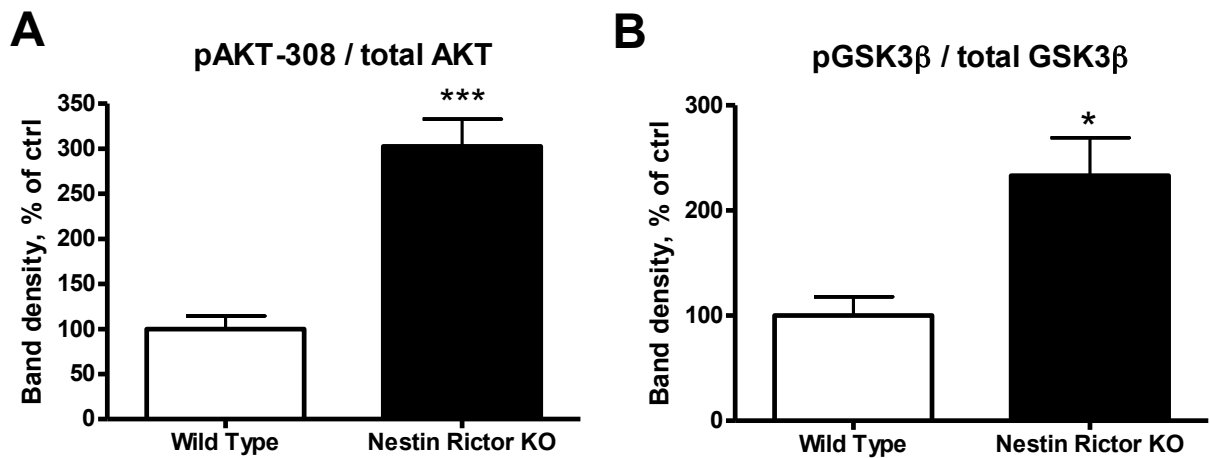 A
pAKT-308 / total AKT
Band density, % of ctrl
350
300
250
200
150
100
50
0
***
Wild Type
Nestin Rictor KO
B
pGSK3β / total GSK3β
Band density, % of ctrl
300
200
100
0
*
Wild Type
Nestin Rictor KO